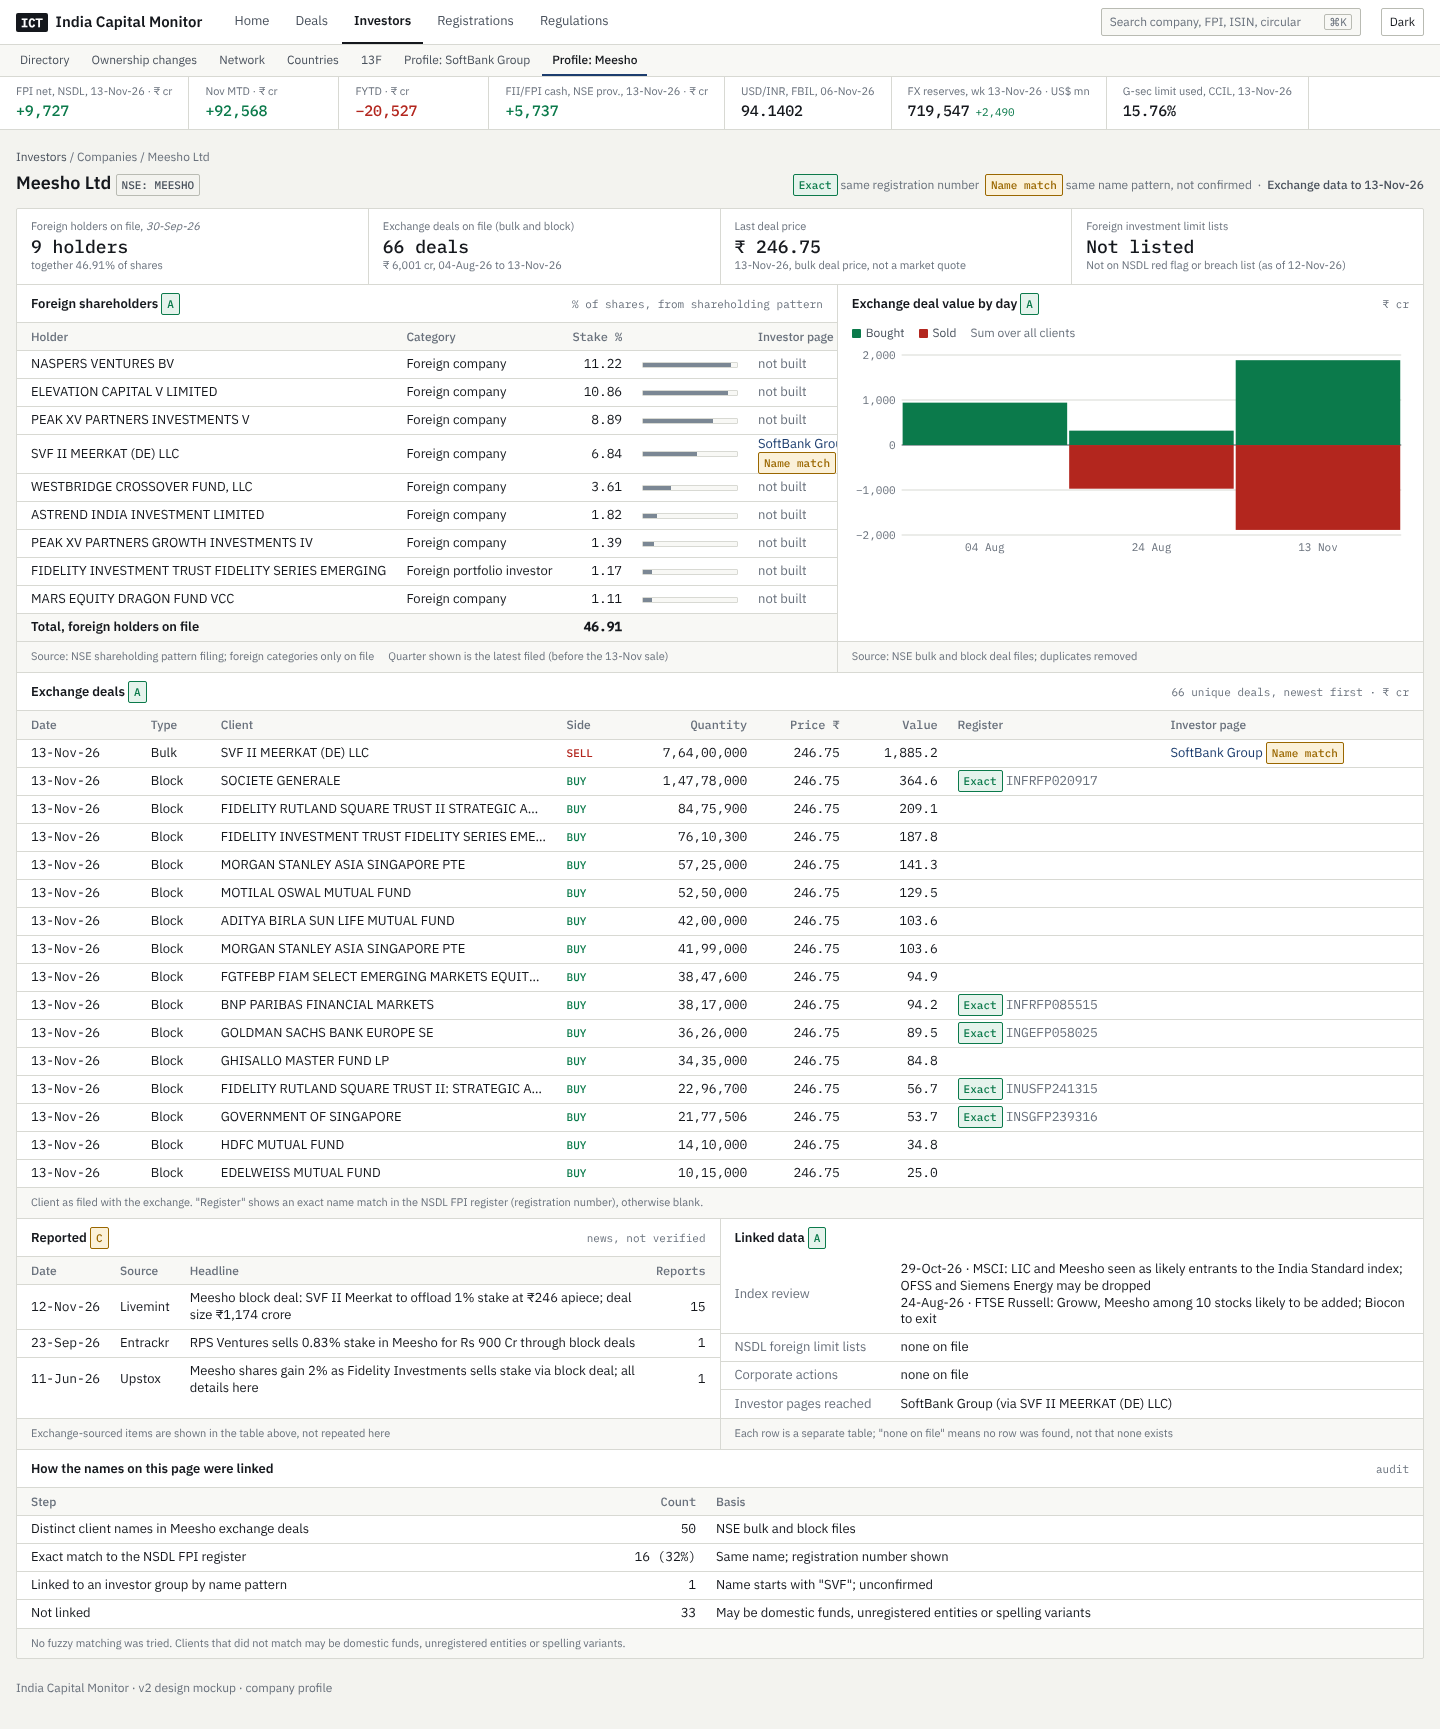 ICT India Capital Monitor Home Deals Investors Registrations Regulations Search company, FPI, ISIN, circular ⌘K Dark
Directory Ownership changes Network Countries 13F Profile: SoftBank Group Profile: Meesho
FPI net, NSDL, 13-Nov-26 · ₹ cr Nov MTD · ₹ cr FYTD · ₹ cr FII/FPI cash, NSE prov., 13-Nov-26 · ₹ cr USD/INR, FBIL, 06-Nov-26 FX reserves, wk 13-Nov-26 · US$ mn G-sec limit used, CCIL, 13-Nov-26
+9,727 +92,568 −20,527 +5,737 94.1402 719,547 +2,490 15.76%
Investors / Companies / Meesho Ltd
Meesho Ltd NSE: MEESHO Exact same registration number Name match same name pattern, not confirmed · Exchange data to 13-Nov-26
Foreign holders on file, 30-Sep-26 Exchange deals on file (bulk and block) Last deal price Foreign investment limit lists
9 holders 66 deals ₹ 246.75 Not listed
together 46.91% of shares ₹ 6,001 cr, 04-Aug-26 to 13-Nov-26 13-Nov-26, bulk deal price, not a market quote Not on NSDL red flag or breach list (as of 12-Nov-26)
Foreign shareholders A % of shares, from shareholding pattern
Holder Category Stake % Investor page
NASPERS VENTURES BV Foreign company 11.22 not built
ELEVATION CAPITAL V LIMITED Foreign company 10.86 not built
PEAK XV PARTNERS INVESTMENTS V Foreign company 8.89 not built
SVF II MEERKAT (DE) LLC Foreign company 6.84 SoftBank Grou
Name match
WESTBRIDGE CROSSOVER FUND, LLC Foreign company 3.61 not built
ASTREND INDIA INVESTMENT LIMITED Foreign company 1.82 not built
PEAK XV PARTNERS GROWTH INVESTMENTS IV Foreign company 1.39 not built
FIDELITY INVESTMENT TRUST FIDELITY SERIES EMERGING Foreign portfolio investor 1.17 not built
MARS EQUITY DRAGON FUND VCC Foreign company 1.11 not built
Total, foreign holders on file 46.91
Source: NSE shareholding pattern filing; foreign categories only on file Quarter shown is the latest filed (before the 13-Nov sale)
Exchange deal value by day A ₹ cr
Bought Sold Sum over all clients
2,000
1,000
0
−1,000
−2,000
04 Aug 24 Aug 13 Nov
Source: NSE bulk and block deal files; duplicates removed
Exchange deals A 66 unique deals, newest first · ₹ cr
Date Type Client Side Quantity Price ₹ Value Register Investor page
13-Nov-26 Bulk SVF II MEERKAT (DE) LLC SELL 7,64,00,000 246.75 1,885.2 SoftBank Group Name match
13-Nov-26 Block SOCIETE GENERALE BUY 1,47,78,000 246.75 364.6 Exact INFRFP020917
13-Nov-26 Block FIDELITY RUTLAND SQUARE TRUST II STRATEGIC A... BUY 84,75,900 246.75 209.1
13-Nov-26 Block FIDELITY INVESTMENT TRUST FIDELITY SERIES EME... BUY 76,10,300 246.75 187.8
13-Nov-26 Block MORGAN STANLEY ASIA SINGAPORE PTE BUY 57,25,000 246.75 141.3
13-Nov-26 Block MOTILAL OSWAL MUTUAL FUND BUY 52,50,000 246.75 129.5
13-Nov-26 Block ADITYA BIRLA SUN LIFE MUTUAL FUND BUY 42,00,000 246.75 103.6
13-Nov-26 Block MORGAN STANLEY ASIA SINGAPORE PTE BUY 41,99,000 246.75 103.6
13-Nov-26 Block FGTFEBP FIAM SELECT EMERGING MARKETS EQUIT... BUY 38,47,600 246.75 94.9
13-Nov-26 Block BNP PARIBAS FINANCIAL MARKETS BUY 38,17,000 246.75 94.2 Exact INFRFP085515
13-Nov-26 Block GOLDMAN SACHS BANK EUROPE SE BUY 36,26,000 246.75 89.5 Exact INGEFP058025
13-Nov-26 Block GHISALLO MASTER FUND LP BUY 34,35,000 246.75 84.8
13-Nov-26 Block FIDELITY RUTLAND SQUARE TRUST II: STRATEGIC A... BUY 22,96,700 246.75 56.7 Exact INUSFP241315
13-Nov-26 Block GOVERNMENT OF SINGAPORE BUY 21,77,506 246.75 53.7 Exact INSGFP239316
13-Nov-26 Block HDFC MUTUAL FUND BUY 14,10,000 246.75 34.8
13-Nov-26 Block EDELWEISS MUTUAL FUND BUY 10,15,000 246.75 25.0
Client as filed with the exchange. "Register" shows an exact name match in the NSDL FPI register (registration number), otherwise blank.
Reported C news, not verified
Date Source Headline Reports
12-Nov-26 Livemint Meesho block deal: SVF II Meerkat to offload 1% stake at ₹246 apiece; deal
size ₹1,174 crore 15
23-Sep-26 Entrackr RPS Ventures sells 0.83% stake in Meesho for Rs 900 Cr through block deals 1
11-Jun-26 Upstox Meesho shares gain 2% as Fidelity Investments sells stake via block deal; all
details here 1
Exchange-sourced items are shown in the table above, not repeated here
Linked data A
Index review 29-Oct-26 · MSCI: LIC and Meesho seen as likely entrants to the India Standard index;
OFSS and Siemens Energy may be dropped
24-Aug-26 · FTSE Russell: Groww, Meesho among 10 stocks likely to be added; Biocon
to exit
NSDL foreign limit lists none on file
Corporate actions none on file
Investor pages reached SoftBank Group (via SVF II MEERKAT (DE) LLC)
Each row is a separate table; "none on file" means no row was found, not that none exists
How the names on this page were linked audit
Step Count Basis
Distinct client names in Meesho exchange deals 50 NSE bulk and block files
Exact match to the NSDL FPI register 16 (32%) Same name; registration number shown
Linked to an investor group by name pattern 1 Name starts with "SVF"; unconfirmed
Not linked 33 May be domestic funds, unregistered entities or spelling variants
No fuzzy matching was tried. Clients that did not match may be domestic funds, unregistered entities or spelling variants.
India Capital Monitor · v2 design mockup · company profile